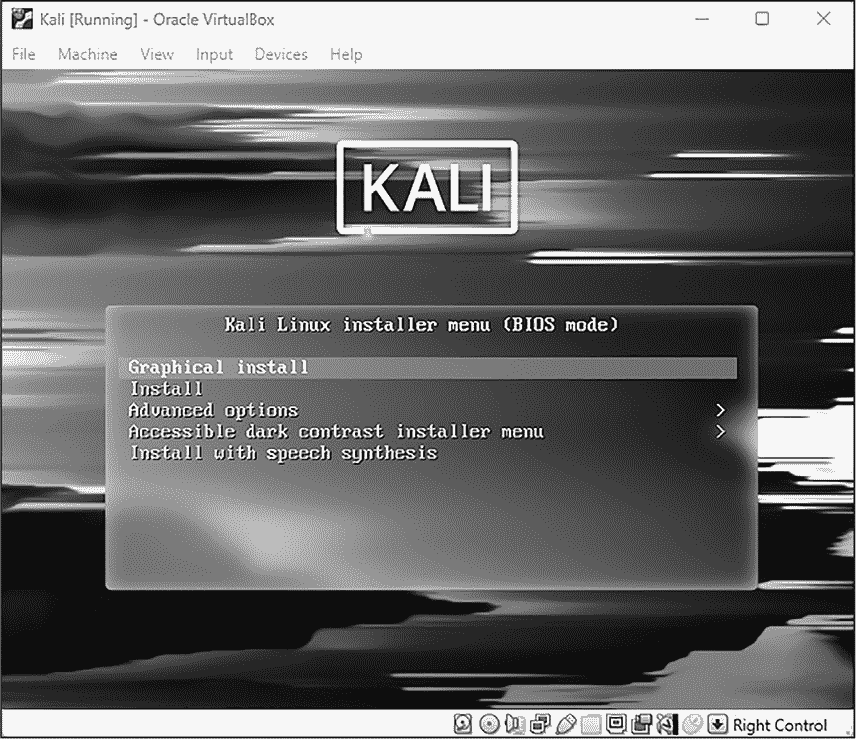 Kali [Running] - Oracle VirtualBox
File Machine View Input Devices Help
KALI
Kali Linux installer menu (BIOS mode)
Graphical install
Install
Advanced options >
Accessible dark contrast installer menu >
Install with speech synthesis
Right Control